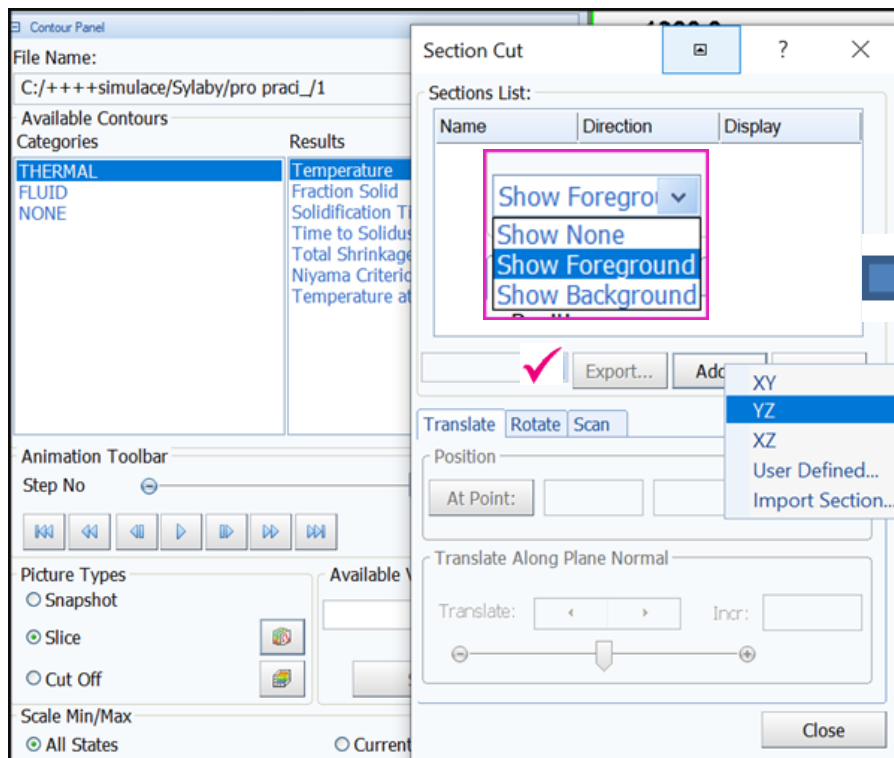 Contour Panel
File Name:
C:/++++simulace/Sylaby/pro praci_/1
Available Contours
Categories
Results
THERMAL
FLUID
NONE
Temperature
Fraction Solid
Solidification Ti
Time to Solidus
Total Shrinkage
Niyama Criterio
Temperature at
Animation Toolbar
Step No
Picture Types
Snapshot
Slice
Cut Off
Available V
Scale Min/Max
All States
Current
Section Cut
?
Sections List:
Name Direction Display
Show Foregrou
Show None
Show Foreground
Show Background
Export...
Add
XY
YZ
XZ
User Defined...
Import Section...
Translate Rotate Scan
Position
At Point:
Translate Along Plane Normal
Translate:
Incr:
Close